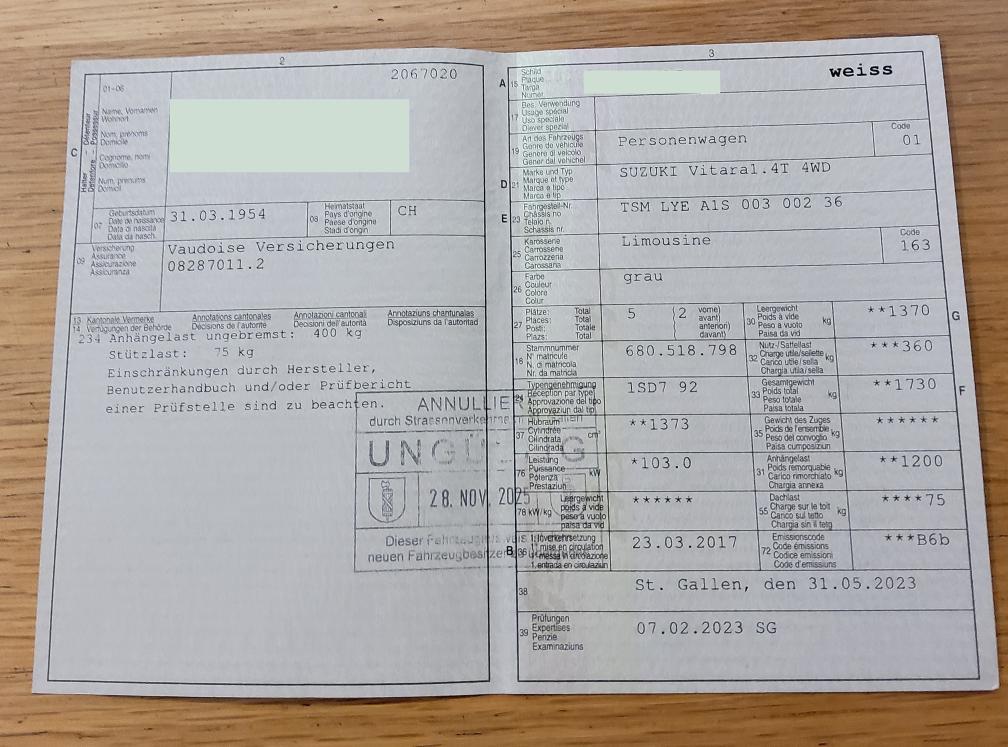 2
2067020
01-06
C
Halter - Détenteur
Detentore - Possessur
Name, Vornamen
Wohnort
Nom, prénoms
Domicile
Cognome, nomi
Domicilio
Num, prenums
Domicil
07
Geburtsdatum
Date de naissance
Data di nascita
Data da nasch.
31.03.1954
08
Heimatstaat
Pays d'origine
Paese d'origine
Stadi d'origin
CH
09
Versicherung
Assurance
Assicurazione
Assicuranza
Vaudoise Versicherungen
08287011.2
13 Kantonale Vermerke Annotations cantonales Annotazioni cantonali Annotaziuns chantunalas
14 Verfügungen der Behörde Décisions de l'autorité Decisioni dell'autorità Disposiziuns da l'autoritad
234 Anhängelast ungebremst: 400 kg
Stützlast: 75 kg
Einschränkungen durch Hersteller,
Benutzerhandbuch und/oder Prüfbericht
einer Prüfstelle sind zu beachten.
28. NOV. 2025
Dieser
neuen
3
A
15
Schild
Plaque
Targa
Numer
weiss
17
Bes. Verwendung
Usage spécial
Uso speciale
Diever spezial
19
Art des Fahrzeugs
Genre de véhicule
Genere di veicolo
Gener dal vehichel
Personenwagen
Code
01
D
21
Marke und Typ
Marque et type
Marca e tipo
Marca e tip
SUZUKI Vitara1.4T 4WD
E
23
Fahrgestell-Nr.
Châssis no
Telaio n.
Schassis nr.
TSM LYE A1S 003 002 36
25
Karosserie
Carrosserie
Carrozzeria
Carossaria
Limousine
Code
163
26
Farbe
Couleur
Colore
Colur
grau
27
Plätze: Total
Places: Total
Posti: Totale
Plazs: Total
5
2
vorne)
avant)
anteriori)
davant)
30
Leergewicht
Poids à vide
Peso a vuoto
Paisa da vid
kg
**1370
G
18
Stammnummer
N° matricule
N. di matricola
Nr. da matricla
680.518.798
32
Nutz-/Sattellast
Charge utile/sellette
Carico utile/sella
Chargia utila/sella
kg
***360
24
Typengenehmigung
Réception par type
Approvazione del tipo
Approvaziun dal tip
1SD7 92
33
Gesamtgewicht
Poids total
Peso totale
Paisa totala
kg
**1730
F
37
Hubraum
Cylindrée
Cilindrata
Cilindrada
cm³
**1373
35
Gewicht des Zuges
Poids de l'ensemble
Peso del convoglio
Paisa cumposiziun
kg
******
76
Leistung
Puissance
Potenza
Prestaziun
kW
*103.0
31
Anhängelast
Poids remorquable
Carico rimorchiato
Chargia annexa
kg
**1200
78 kW/kg
Leergewicht
poids à vide
peso a vuoto
paisa da vid
******
55
Dachlast
Charge sur le toit
Carico sul tetto
Chargia sin il tetg
kg
****75
B
36
1. Inverkehrsetzung
1re mise en circulation
1. messa in circolazione
1. entrada en circulaziun
23.03.2017
72
Emissionscode
Code émissions
Codice emissioni
Code d'emissiuns
***B6b
38
St. Gallen, den 31.05.2023
39
Prüfungen
Expertises
Perizie
Examinaziuns
07.02.2023 SG